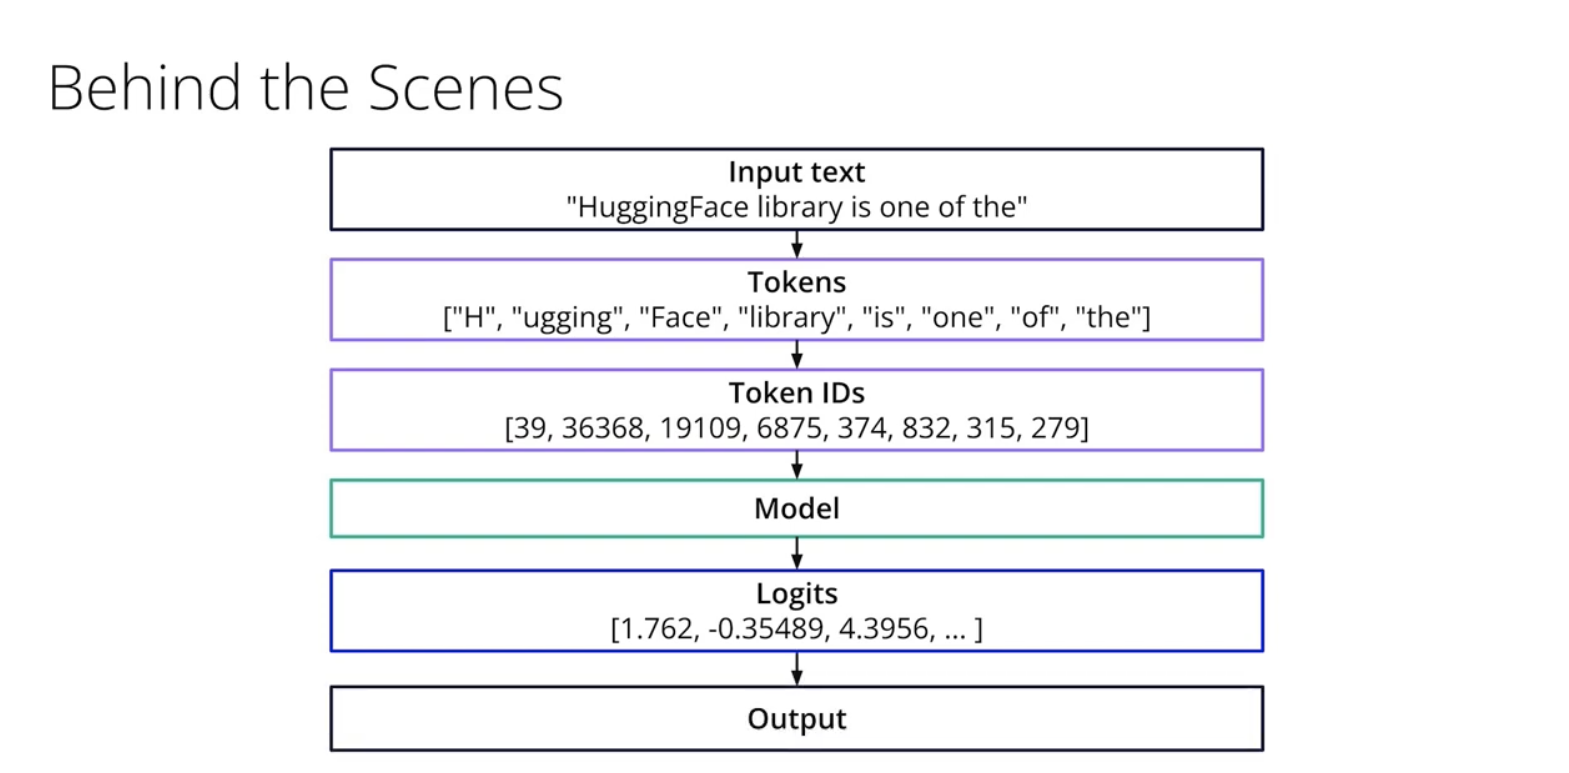 Behind the Scenes
Input text
"HuggingFace library is one of the"
Tokens
["H", "ugging", "Face", "library", "is", "one", "of", "the"]
Token IDs
[39, 36368, 19109, 6875, 374, 832, 315, 279]
Model
Logits
[1.762, -0.35489, 4.3956, ... ]
Output